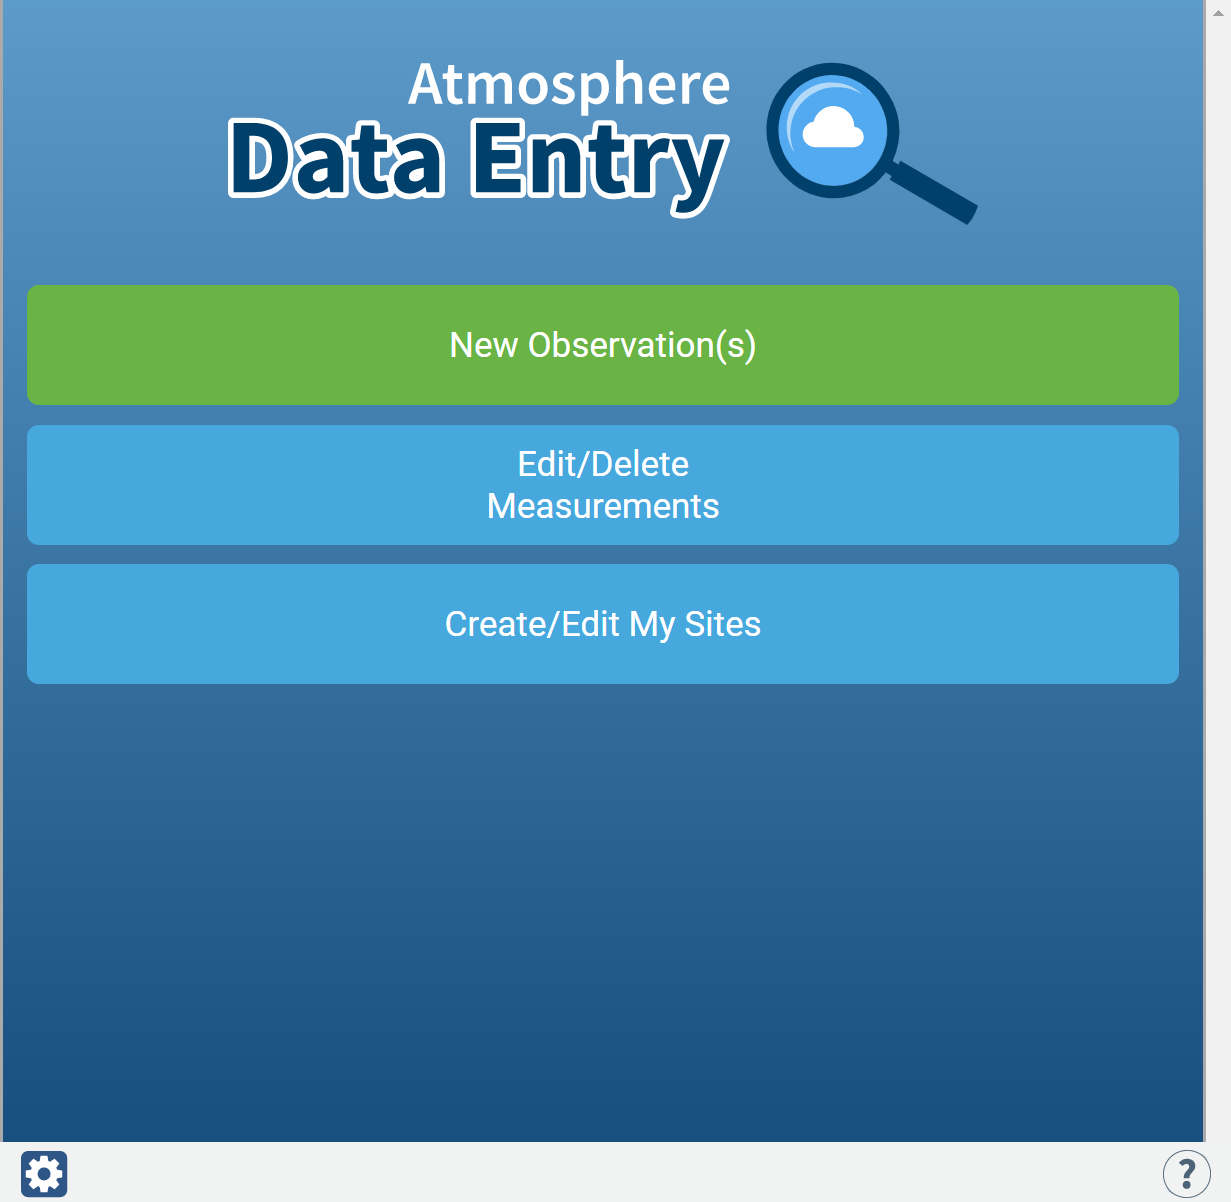 Atmosphere
Data Entry
New Observation(s)
Edit/Delete
Measurements
Create/Edit My Sites
?